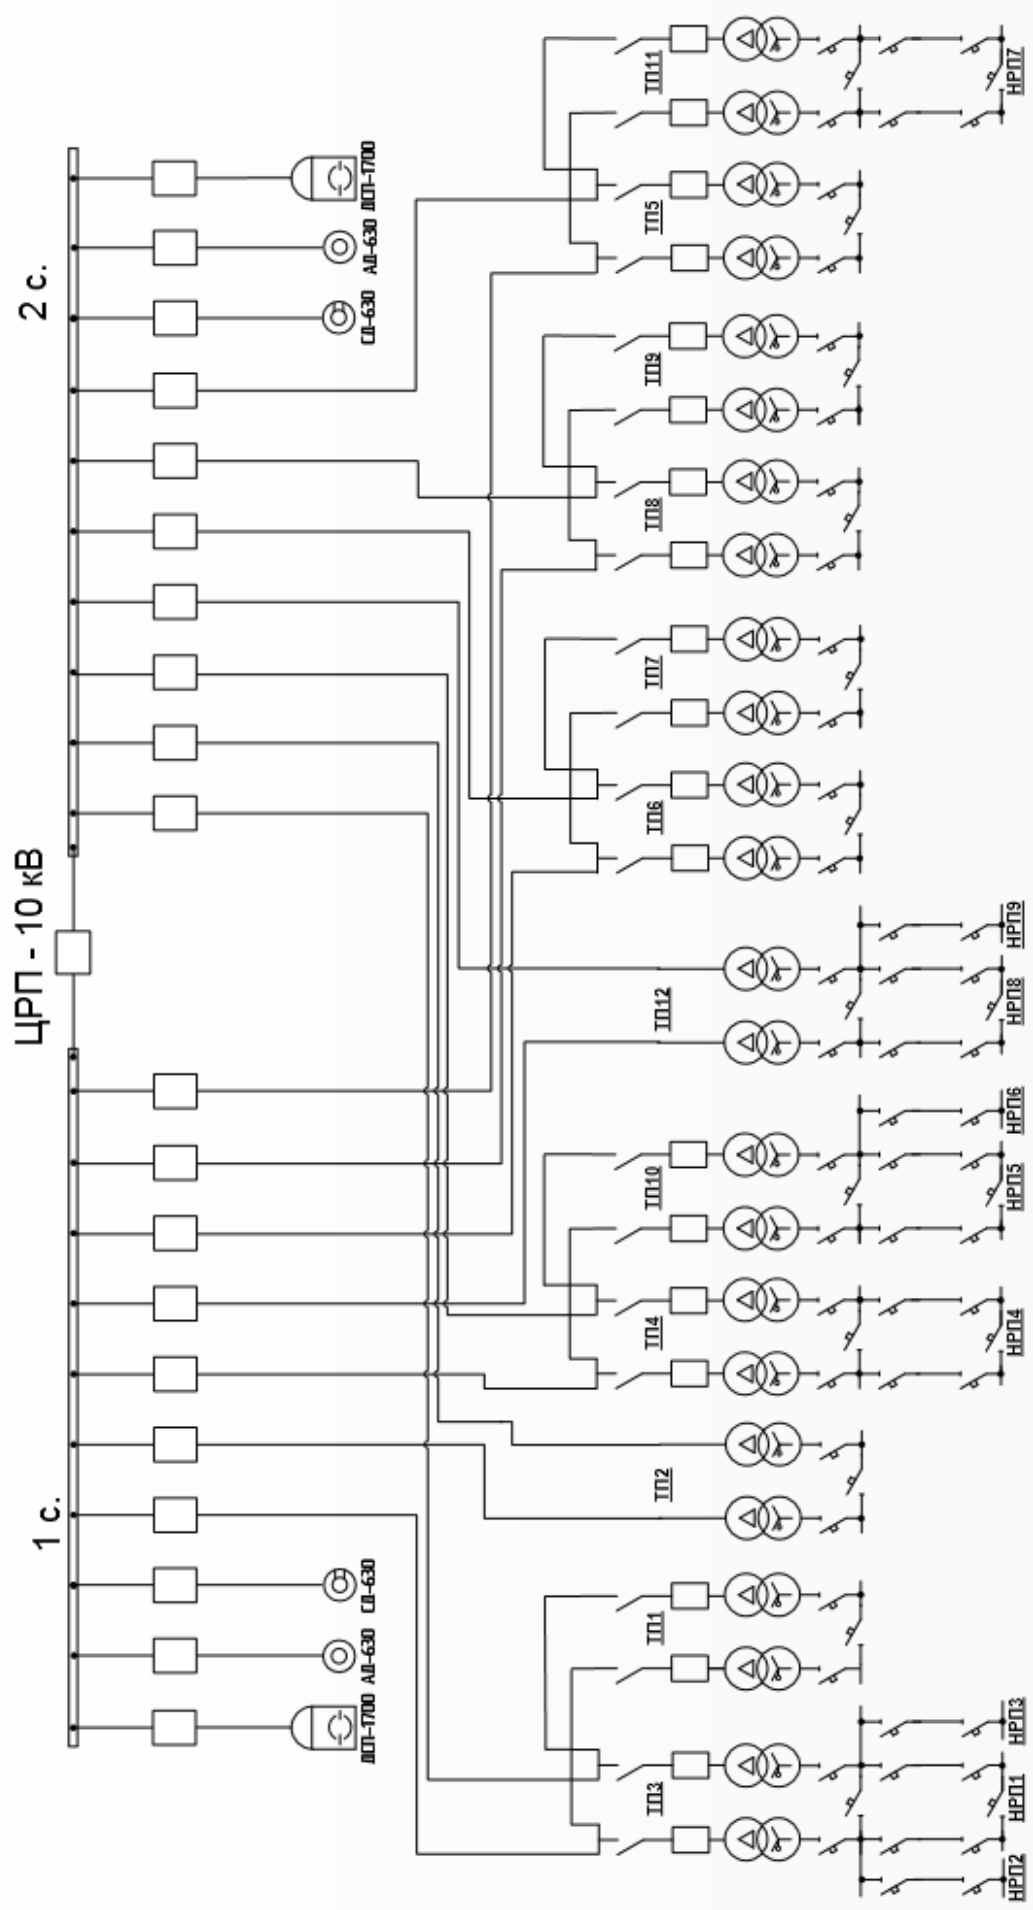 ЦРП - 10 кВ
1 с.
2 с.
ДСП-1700
АД-630
СД-630
СД-630
АД-630
ДСП-1700
ТП3
ТП1
ТП2
ТП4
ТП10
ТП12
ТП6
ТП7
ТП8
ТП9
ТП5
ТП11
НРП2
НРП1
НРП3
НРП4
НРП5
НРП6
НРП8
НРП9
НРП7